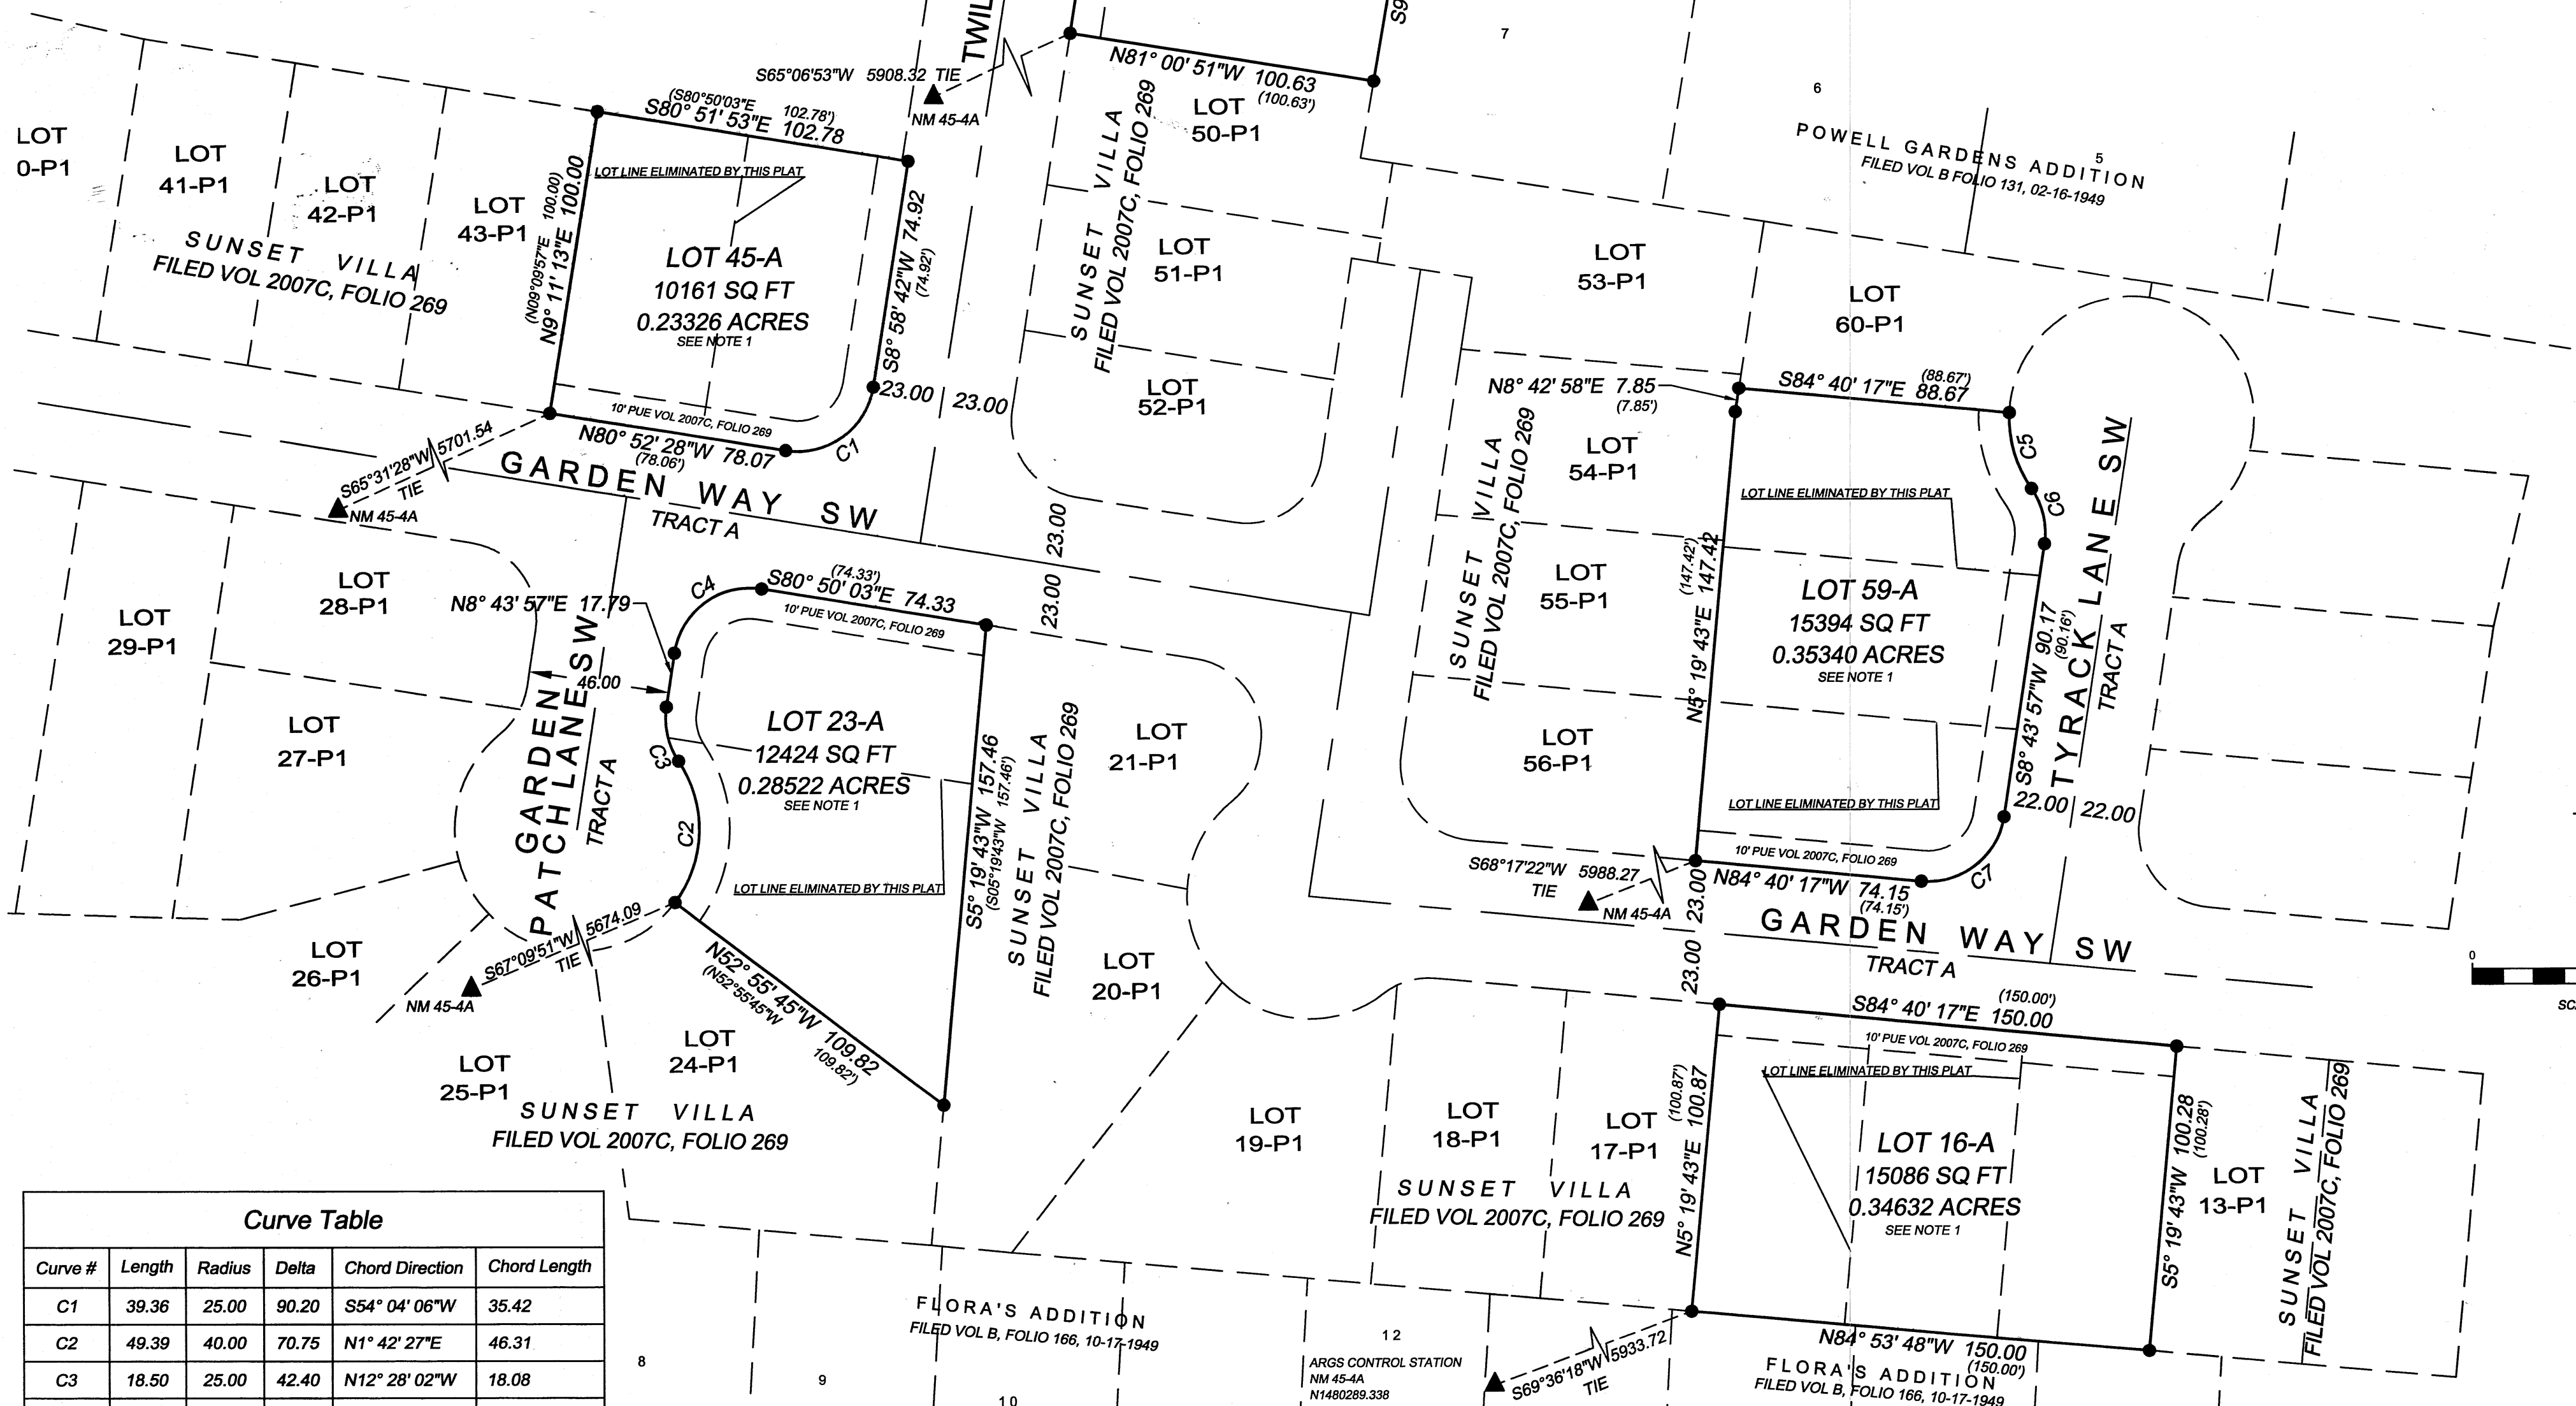 TWIL
S9
7
6
5
POWELL GARDENS ADDITION
FILED VOL B FOLIO 131, 02-16-1949
S65°06'53"W 5908.32 TIE
NM 45-4A
N81° 00' 51"W 100.63
(100.63')
LOT
50-P1
LOT
0-P1
LOT
41-P1
LOT
42-P1
LOT
43-P1
SUNSET VILLA
FILED VOL 2007C, FOLIO 269
(S80°50'03"E 102.78')
S80° 51' 53"E 102.78
LOT LINE ELIMINATED BY THIS PLAT
(N09°09'57"E 100.00)
N9° 11' 13"E 100.00
LOT 45-A
10161 SQ FT
0.23326 ACRES
SEE NOTE 1
S8° 58' 42"W 74.92
(74.92')
10' PUE VOL 2007C, FOLIO 269
N80° 52' 28"W 78.07
(78.06')
C1
23.00 23.00
S65°31'28"W 5701.54
TIE
NM 45-4A
SUNSET VILLA
FILED VOL 2007C, FOLIO 269
LOT
51-P1
LOT
52-P1
LOT
53-P1
LOT
60-P1
N8° 42' 58"E 7.85
(7.85')
(88.67')
S84° 40' 17"E 88.67
C5
C6
LOT
54-P1
SUNSET VILLA
FILED VOL 2007C, FOLIO 269
LOT
55-P1
LOT
56-P1
(147.42')
N5° 19' 43"E 147.42
LOT LINE ELIMINATED BY THIS PLAT
LOT 59-A
15394 SQ FT
0.35340 ACRES
SEE NOTE 1
LOT LINE ELIMINATED BY THIS PLAT
S8° 43' 57"W 90.17
(90.16')
TYRACK LANE SW
TRACT A
22.00 22.00
10' PUE VOL 2007C, FOLIO 269
N84° 40' 17"W 74.15
(74.15')
C7
S68°17'22"W 5988.27
TIE
NM 45-4A
23.00
23.00
GARDEN WAY SW
TRACT A
GARDEN WAY SW
TRACT A
23.00
23.00
LOT
29-P1
LOT
28-P1
LOT
27-P1
LOT
26-P1
LOT
25-P1
LOT
24-P1
N8° 43' 57"E 17.79
46.00
GARDEN
PATCH LANE SW
TRACT A
C4
(74.33')
S80° 50' 03"E 74.33
10' PUE VOL 2007C, FOLIO 269
C3
C2
LOT 23-A
12424 SQ FT
0.28522 ACRES
SEE NOTE 1
LOT LINE ELIMINATED BY THIS PLAT
S5° 19' 43"W 157.46
(S05°19'43"W 157.46')
SUNSET VILLA
FILED VOL 2007C, FOLIO 269
LOT
21-P1
LOT
20-P1
S67°09'51"W 5674.09
TIE
NM 45-4A
N52° 55' 45"W 109.82
(N52°55'45"W 109.82')
SUNSET VILLA
FILED VOL 2007C, FOLIO 269
LOT
19-P1
LOT
18-P1
LOT
17-P1
SUNSET VILLA
FILED VOL 2007C, FOLIO 269
(150.00')
S84° 40' 17"E 150.00
10' PUE VOL 2007C, FOLIO 269
LOT LINE ELIMINATED BY THIS PLAT
(100.87')
N5° 19' 43"E 100.87
LOT 16-A
15086 SQ FT
0.34632 ACRES
SEE NOTE 1
S5° 19' 43"W 100.28
(100.28')
LOT
13-P1
SUNSET VILLA
FILED VOL 2007C, FOLIO 269
N84° 53' 48"W 150.00
(150.00')
FLORA'S ADDITION
FILED VOL B, FOLIO 166, 10-17-1949
S69°36'18"W 5933.72
TIE
0
SC
FLORA'S ADDITION
FILED VOL B, FOLIO 166, 10-17-1949
8
9
10
12
ARGS CONTROL STATION
NM 45-4A
N1480289.338
Curve Table
Curve # Length Radius Delta Chord Direction Chord Length
C1 39.36 25.00 90.20 S54° 04' 06"W 35.42
C2 49.39 40.00 70.75 N1° 42' 27"E 46.31
C3 18.50 25.00 42.40 N12° 28' 02"W 18.08